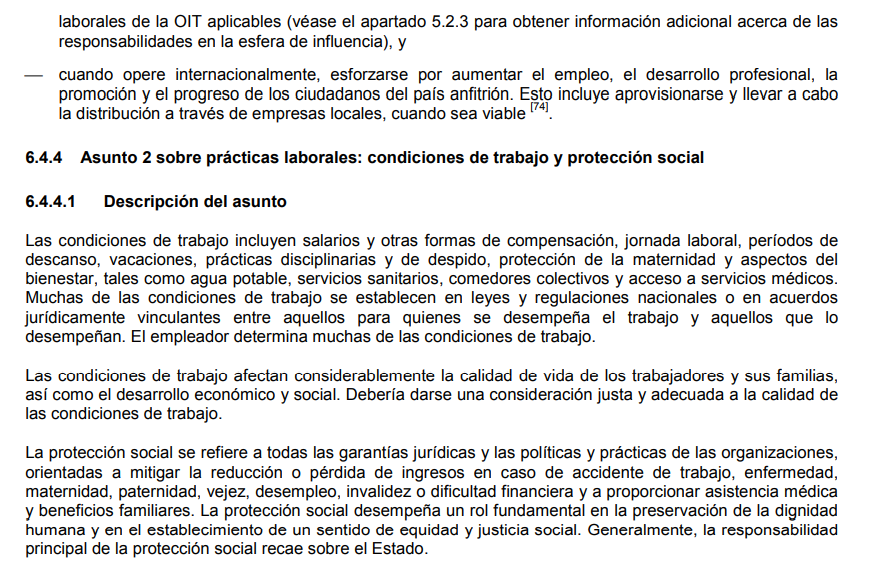 laborales de la OIT aplicables (véase el apartado 5.2.3 para obtener información adicional acerca de las
responsabilidades en la esfera de influencia), y
— cuando opere internacionalmente, esforzarse por aumentar el empleo, el desarrollo profesional, la
promoción y el progreso de los ciudadanos del país anfitrión. Esto incluye aprovisionarse y llevar a cabo
la distribución a través de empresas locales, cuando sea viable [74].
6.4.4 Asunto 2 sobre prácticas laborales: condiciones de trabajo y protección social
6.4.4.1 Descripción del asunto
Las condiciones de trabajo incluyen salarios y otras formas de compensación, jornada laboral, períodos de
descanso, vacaciones, prácticas disciplinarias y de despido, protección de la maternidad y aspectos del
bienestar, tales como agua potable, servicios sanitarios, comedores colectivos y acceso a servicios médicos.
Muchas de las condiciones de trabajo se establecen en leyes y regulaciones nacionales o en acuerdos
jurídicamente vinculantes entre aquellos para quienes se desempeña el trabajo y aquellos que lo
desempeñan. El empleador determina muchas de las condiciones de trabajo.
Las condiciones de trabajo afectan considerablemente la calidad de vida de los trabajadores y sus familias,
así como el desarrollo económico y social. Debería darse una consideración justa y adecuada a la calidad de
las condiciones de trabajo.
La protección social se refiere a todas las garantías jurídicas y las políticas y prácticas de las organizaciones,
orientadas a mitigar la reducción o pérdida de ingresos en caso de accidente de trabajo, enfermedad,
maternidad, paternidad, vejez, desempleo, invalidez o dificultad financiera y a proporcionar asistencia médica
y beneficios familiares. La protección social desempeña un rol fundamental en la preservación de la dignidad
humana y en el establecimiento de un sentido de equidad y justicia social. Generalmente, la responsabilidad
principal de la protección social recae sobre el Estado.